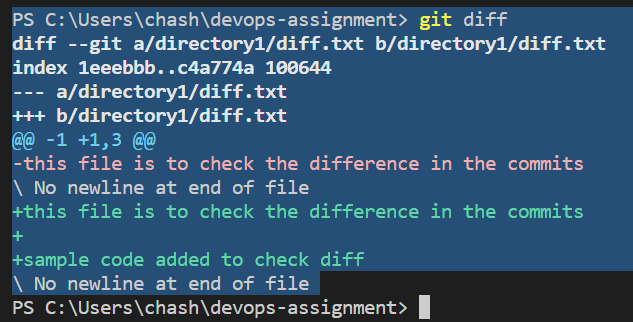 PS C:\Users\chash\devops-assignment> git diff
diff --git a/directory1/diff.txt b/directory1/diff.txt
index 1eeebbb..c4a774a 100644
--- a/directory1/diff.txt
+++ b/directory1/diff.txt
@@ -1 +1,3 @@
-this file is to check the difference in the commits
\ No newline at end of file
+this file is to check the difference in the commits
+
+sample code added to check diff
\ No newline at end of file
PS C:\Users\chash\devops-assignment>